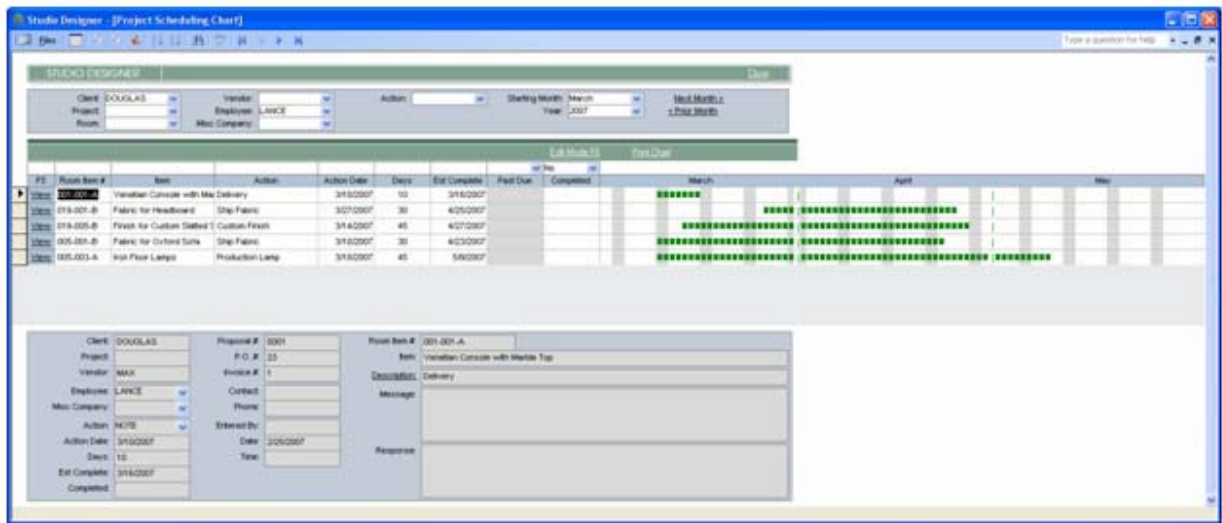 Studio Designer - [Project Scheduling Chart]
Files Type a question for help
STUDIO DESIGNER Close
Client: DOUGLAS Vendor: Action: Starting Month: March Next Month >
Project: Employee: LANCE Year: 2007 < Prior Month
Room: Misc Company:
Edit Mode F8 Print Chart
No
F5 Room Item # Item Action Action Date Days Est Complete Past Due Completed March April May
View 001-001-A Venetian Console with Mar Delivery 3/10/2007 10 3/16/2007
View 019-001-B Fabric for Headboard Ship Fabric 3/27/2007 30 4/25/2007
View 019-005-B Finish for Custom Slatted S Custom Finish 3/14/2007 45 4/27/2007
View 005-001-B Fabric for Oxford Sofa Ship Fabric 3/10/2007 30 4/23/2007
View 005-003-A Iron Floor Lamps Production Lamp 3/10/2007 45 5/8/2007
Client: DOUGLAS Proposal #: 0001 Room Item #: 001-001-A
Project: P.O. #: 23 Item: Venetian Console with Marble Top
Vendor: MAX Invoice #: 1 Description: Delivery
Employee: LANCE Contact: Message:
Misc Company: Phone:
Action: NOTE Entered By:
Action Date: 3/10/2007 Date: 2/25/2007
Days: 10 Time: Response:
Est Complete: 3/16/2007
Completed: